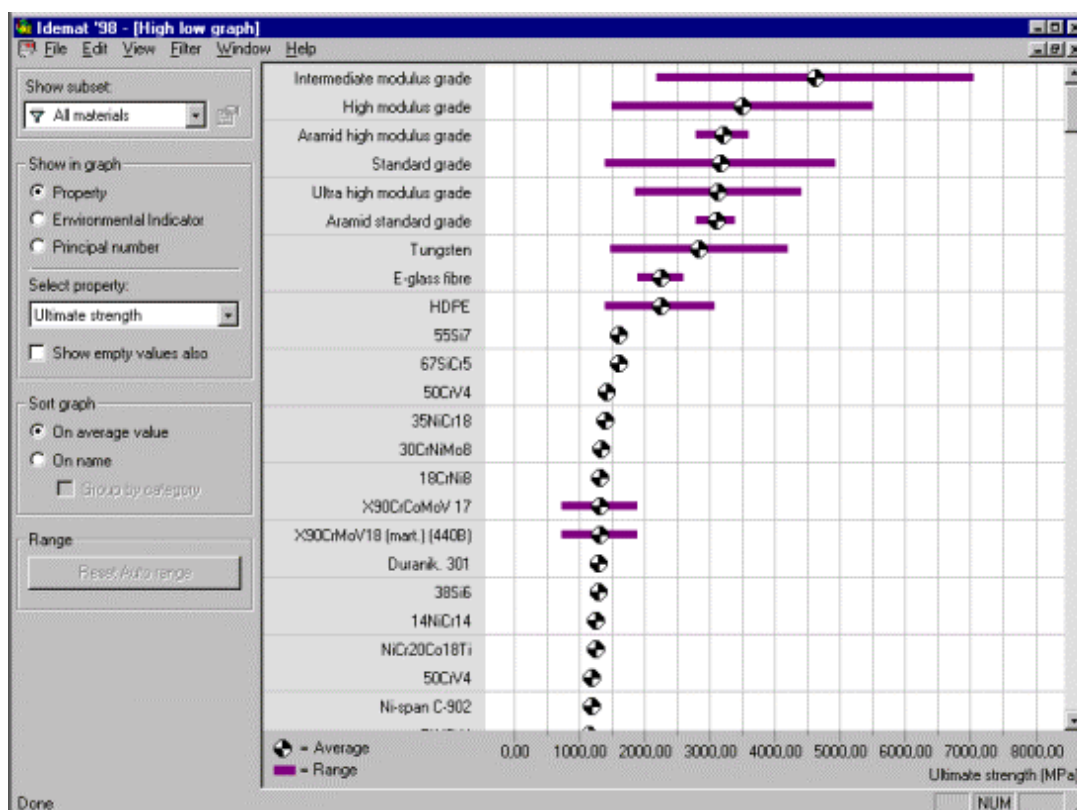 Idemat '98 - [High low graph]
File Edit View Filter Window Help
Show subset:
All materials
Show in graph
Property
Environmental Indicator
Principal number
Select property:
Ultimate strength
Show empty values also
Sort graph
On average value
On name
Group by category
Range
Reset Auto range
Intermediate modulus grade
High modulus grade
Aramid high modulus grade
Standard grade
Ultra high modulus grade
Aramid standard grade
Tungsten
E-glass fibre
HDPE
55Si7
67SiCr5
50CrV4
35NiCr18
30CrNiMo8
18CrNi8
X90CrCoMoV 17
X90CrMoV18 (mart.) (440B)
Duranik. 301
38Si6
14NiCr14
NiCr20Co18Ti
50CrV4
Ni-span C-902
= Average
= Range
0,00 1000,00 2000,00 3000,00 4000,00 5000,00 6000,00 7000,00 8000,00
Ultimate strength [MPa]
Done
NUM